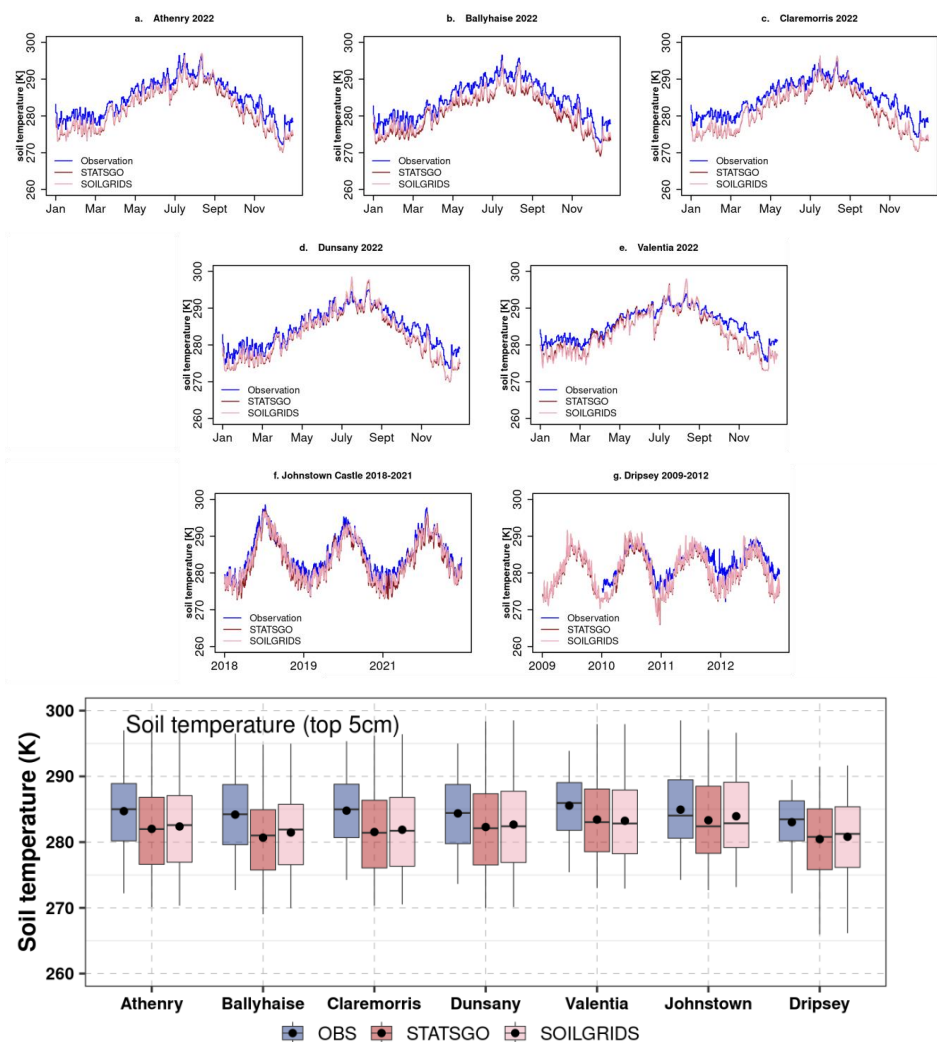 a. Athenry 2022
b. Ballyhaise 2022
c. Claremorris 2022
soil temperature [K]
300
290
280
270
260
Observation
STATSGO
SOILGRIDS
Jan Mar May July Sept Nov
soil temperature [K]
300
290
280
270
260
Observation
STATSGO
SOILGRIDS
Jan Mar May July Sept Nov
soil temperature [K]
300
290
280
270
260
Observation
STATSGO
SOILGRIDS
Jan Mar May July Sept Nov
d. Dunsany 2022
e. Valentia 2022
soil temperature [K]
300
290
280
270
260
Observation
STATSGO
SOILGRIDS
Jan Mar May July Sept Nov
soil temperature [K]
300
290
280
270
260
Observation
STATSGO
SOILGRIDS
Jan Mar May July Sept Nov
f. Johnstown Castle 2018-2021
g. Dripsey 2009-2012
soil temperature [K]
300
290
280
270
260
Observation
STATSGO
SOILGRIDS
2018 2019 2021
soil temperature [K]
300
290
280
270
260
Observation
STATSGO
SOILGRIDS
2009 2010 2011 2012
Soil temperature (top 5cm)
Soil temperature (K)
300
290
280
270
260
Athenry Ballyhaise Claremorris Dunsany Valentia Johnstown Dripsey
OBS STATSGO SOILGRIDS